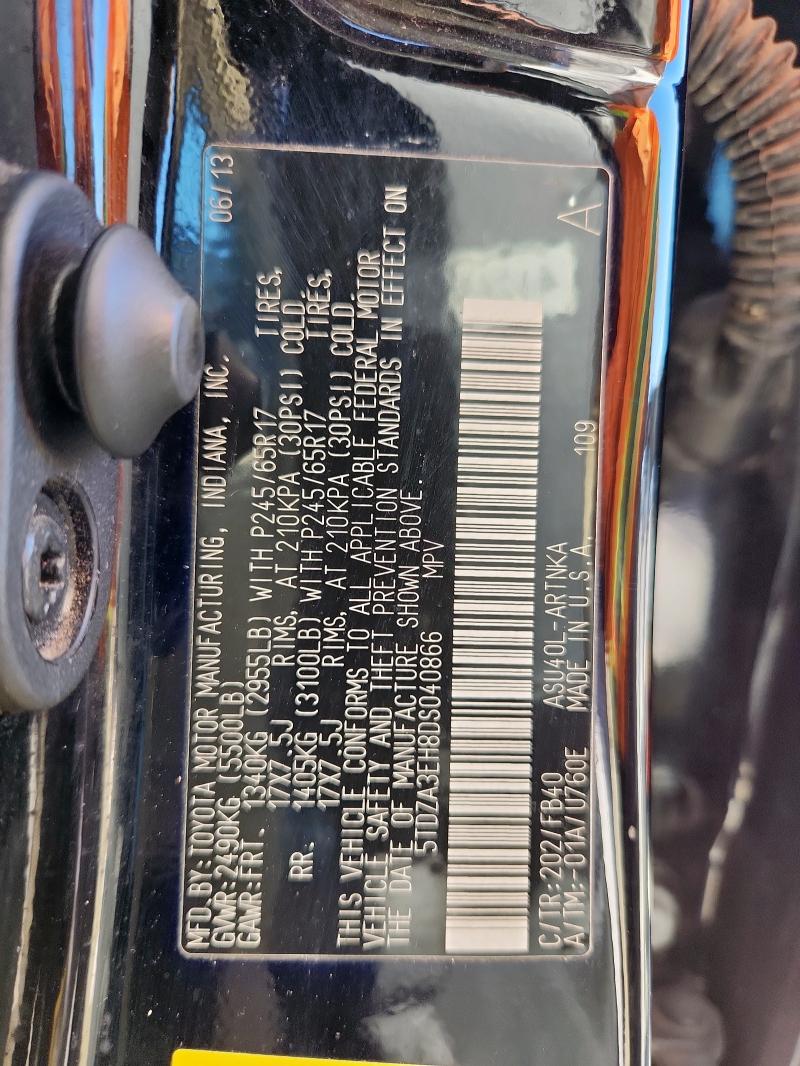 MFD.BY:TOYOTA MOTOR MANUFACTURING, INDIANA, INC. 06/13
GVWR:2490KG (5500LB)
GAWR:FRT. 1340KG (2955LB) WITH P245/65R17 TIRES,
17X7.5J RIMS, AT 210KPA (30PSI) COLD.
RR. 1405KG (3100LB) WITH P245/65R17 TIRES,
17X7.5J RIMS, AT 210KPA (30PSI) COLD.
THIS VEHICLE CONFORMS TO ALL APPLICABLE FEDERAL MOTOR
VEHICLE SAFETY AND THEFT PREVENTION STANDARDS IN EFFECT ON
THE DATE OF MANUFACTURE SHOWN ABOVE.
5TDZA3EH8DS040866 MPV
C/TR:202/FB40 ASU40L-ARTNKA
A/TM:-01A/U760E MADE IN U.S.A. 109 A